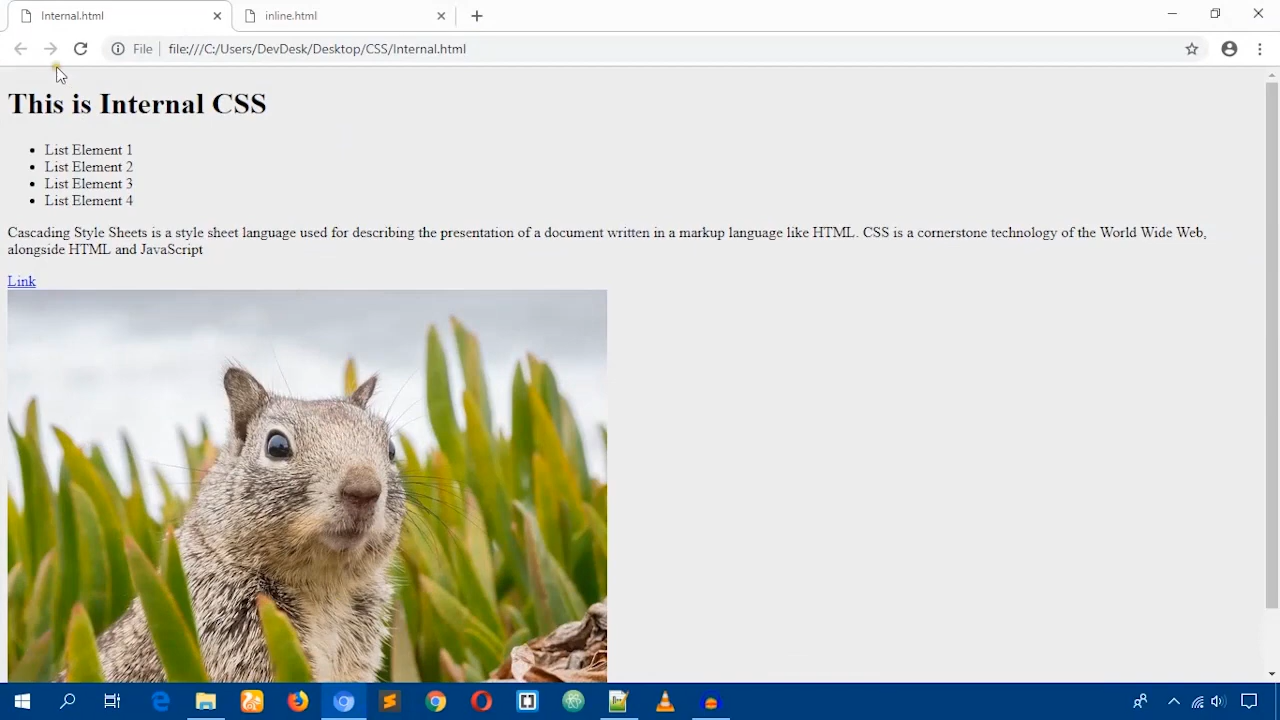 Internal.html
inline.html
File
file:///C:/Users/DevDesk/Desktop/CSS/Internal.html
This is Internal CSS
List Element 1
List Element 2
List Element 3
List Element 4
Cascading Style Sheets is a style sheet language used for describing the presentation of a document written in a markup language like HTML. CSS is a cornerstone technology of the World Wide Web,
alongside HTML and JavaScript
Link